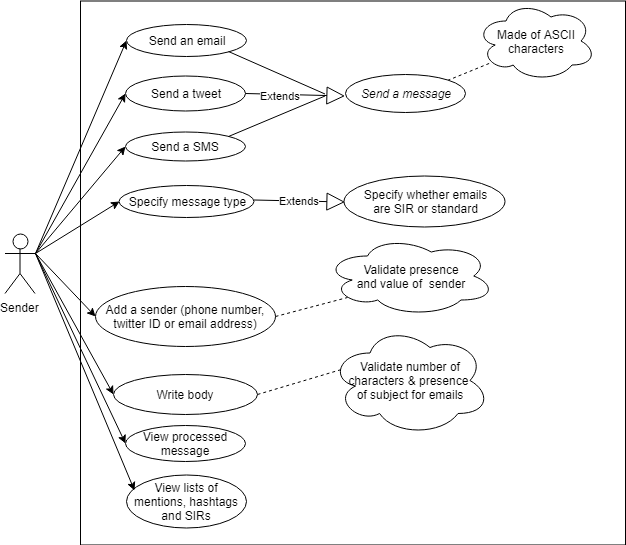 Send an email
Made of ASCII
characters
Send a tweet
Extends
Send a message
Send a SMS
Specify message type
Extends
Specify whether emails
are SIR or standard
Sender
Validate presence
and value of sender
Add a sender (phone number,
twitter ID or email address)
Validate number of
characters & presence
of subject for emails
Write body
View processed
message
View lists of
mentions, hashtags
and SIRs